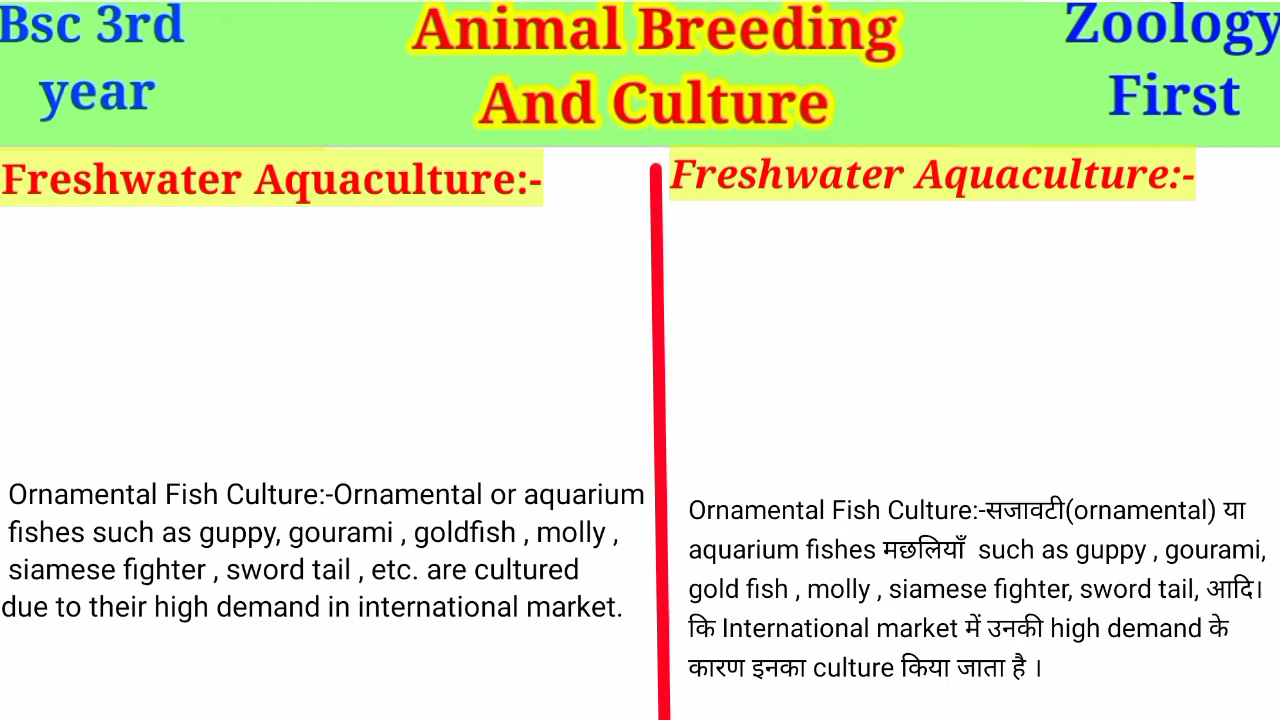 Bsc 3rd
year
Animal Breeding
And Culture
Zoology
First
Freshwater Aquaculture:-
Ornamental Fish Culture:-Ornamental or aquarium
fishes such as guppy, gourami , goldfish , molly ,
siamese fighter , sword tail , etc. are cultured
due to their high demand in international market.
Freshwater Aquaculture:-
Ornamental Fish Culture:-सजावटी(ornamental) या
aquarium fishes मछलियाँ such as guppy , gourami,
gold fish , molly , siamese fighter, sword tail, आदि।
कि International market में उनकी high demand के
कारण इनका culture किया जाता है ।